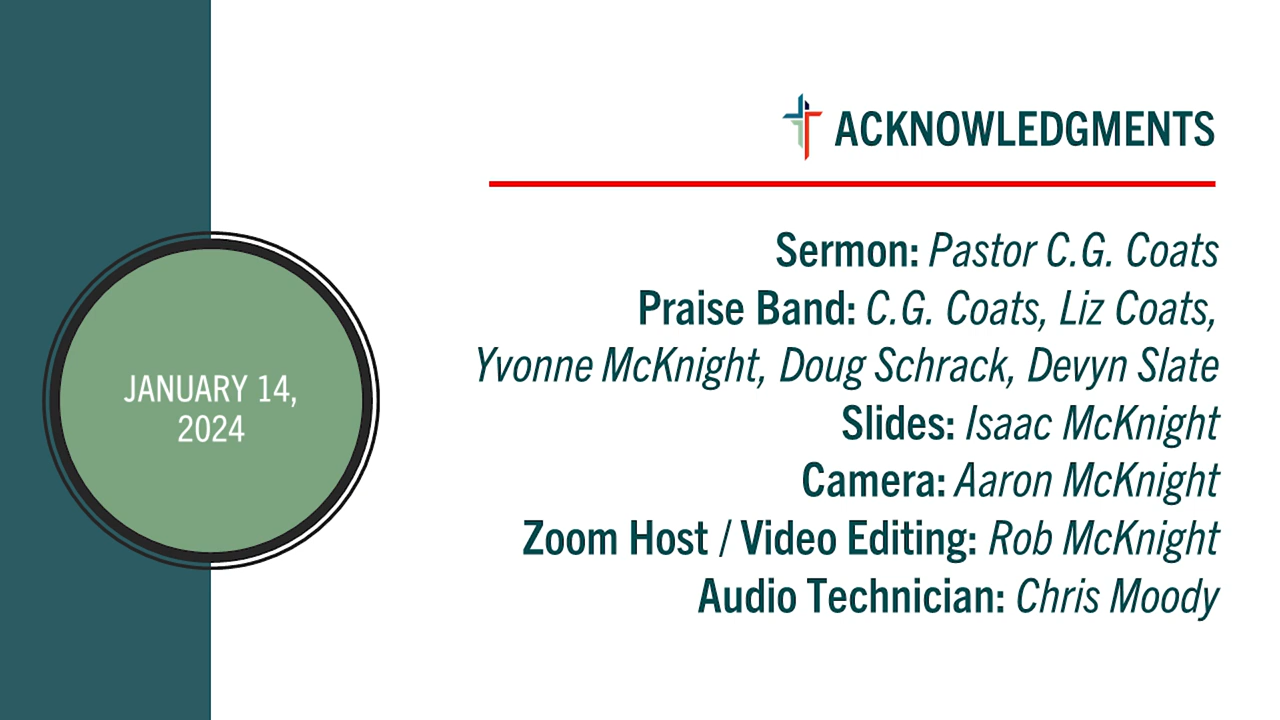 ACKNOWLEDGMENTS
Sermon: Pastor C.G. Coats
Praise Band: C.G. Coats, Liz Coats,
Yvonne McKnight, Doug Schrack, Devyn Slate
Slides: Isaac McKnight
Camera: Aaron McKnight
Zoom Host / Video Editing: Rob McKnight
Audio Technician: Chris Moody
JANUARY 14,
2024